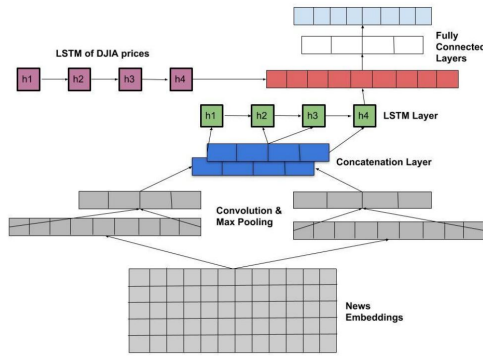 Fully
Connected
Layers
LSTM of DJIA prices
h1
h2
h3
h4
h1
h2
h3
h4
LSTM Layer
Concatenation Layer
Convolution &
Max Pooling
News
Embeddings